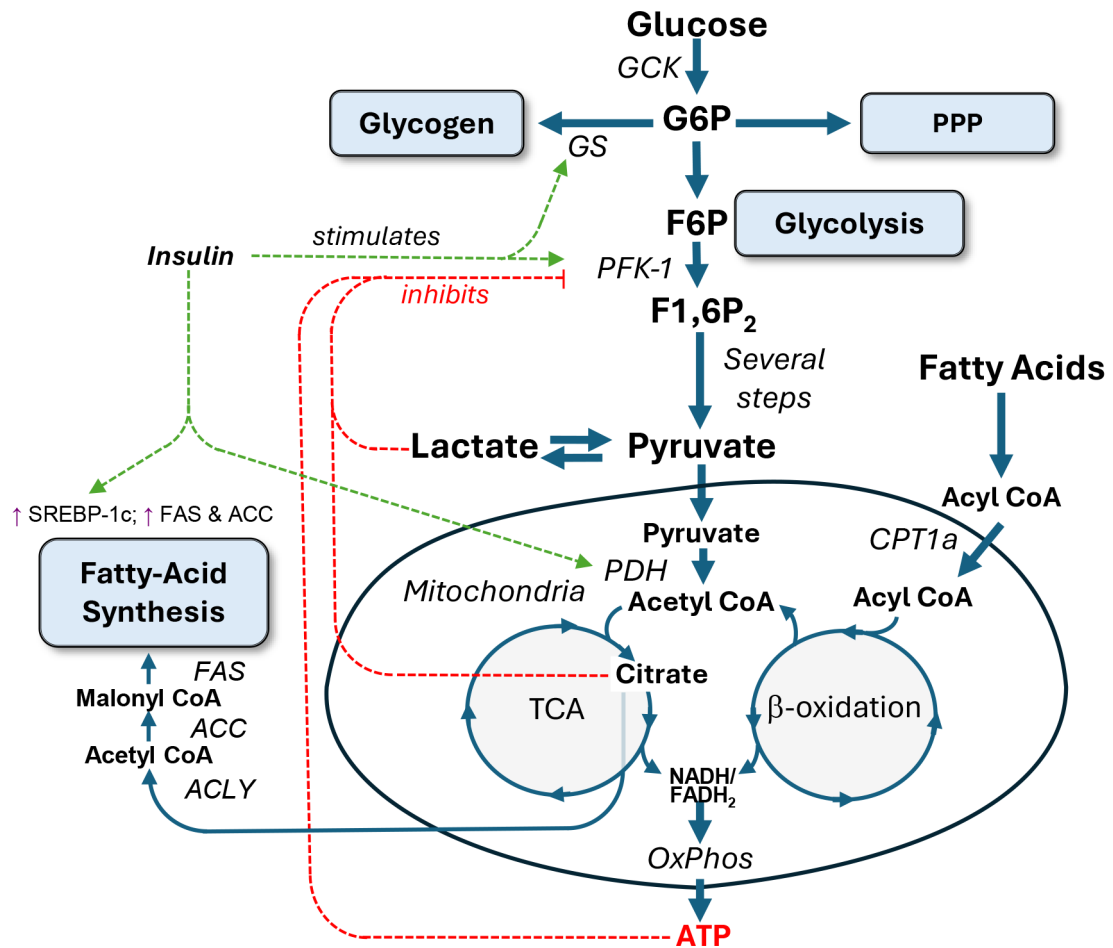 Glucose
GCK
Glycogen
G6P
PPP
GS
F6P
Glycolysis
Insulin
stimulates
PFK-1
inhibits
F1,6P₂
Several
steps
Fatty Acids
Lactate
Pyruvate
Acyl CoA
↑ SREBP-1c; ↑ FAS & ACC
Pyruvate
CPT1a
Fatty-Acid
Synthesis
Mitochondria
PDH
Acetyl CoA
Acyl CoA
FAS
Citrate
Malonyl CoA
TCA
β-oxidation
ACC
Acetyl CoA
ACLY
NADH/
FADH₂
OxPhos
ATP